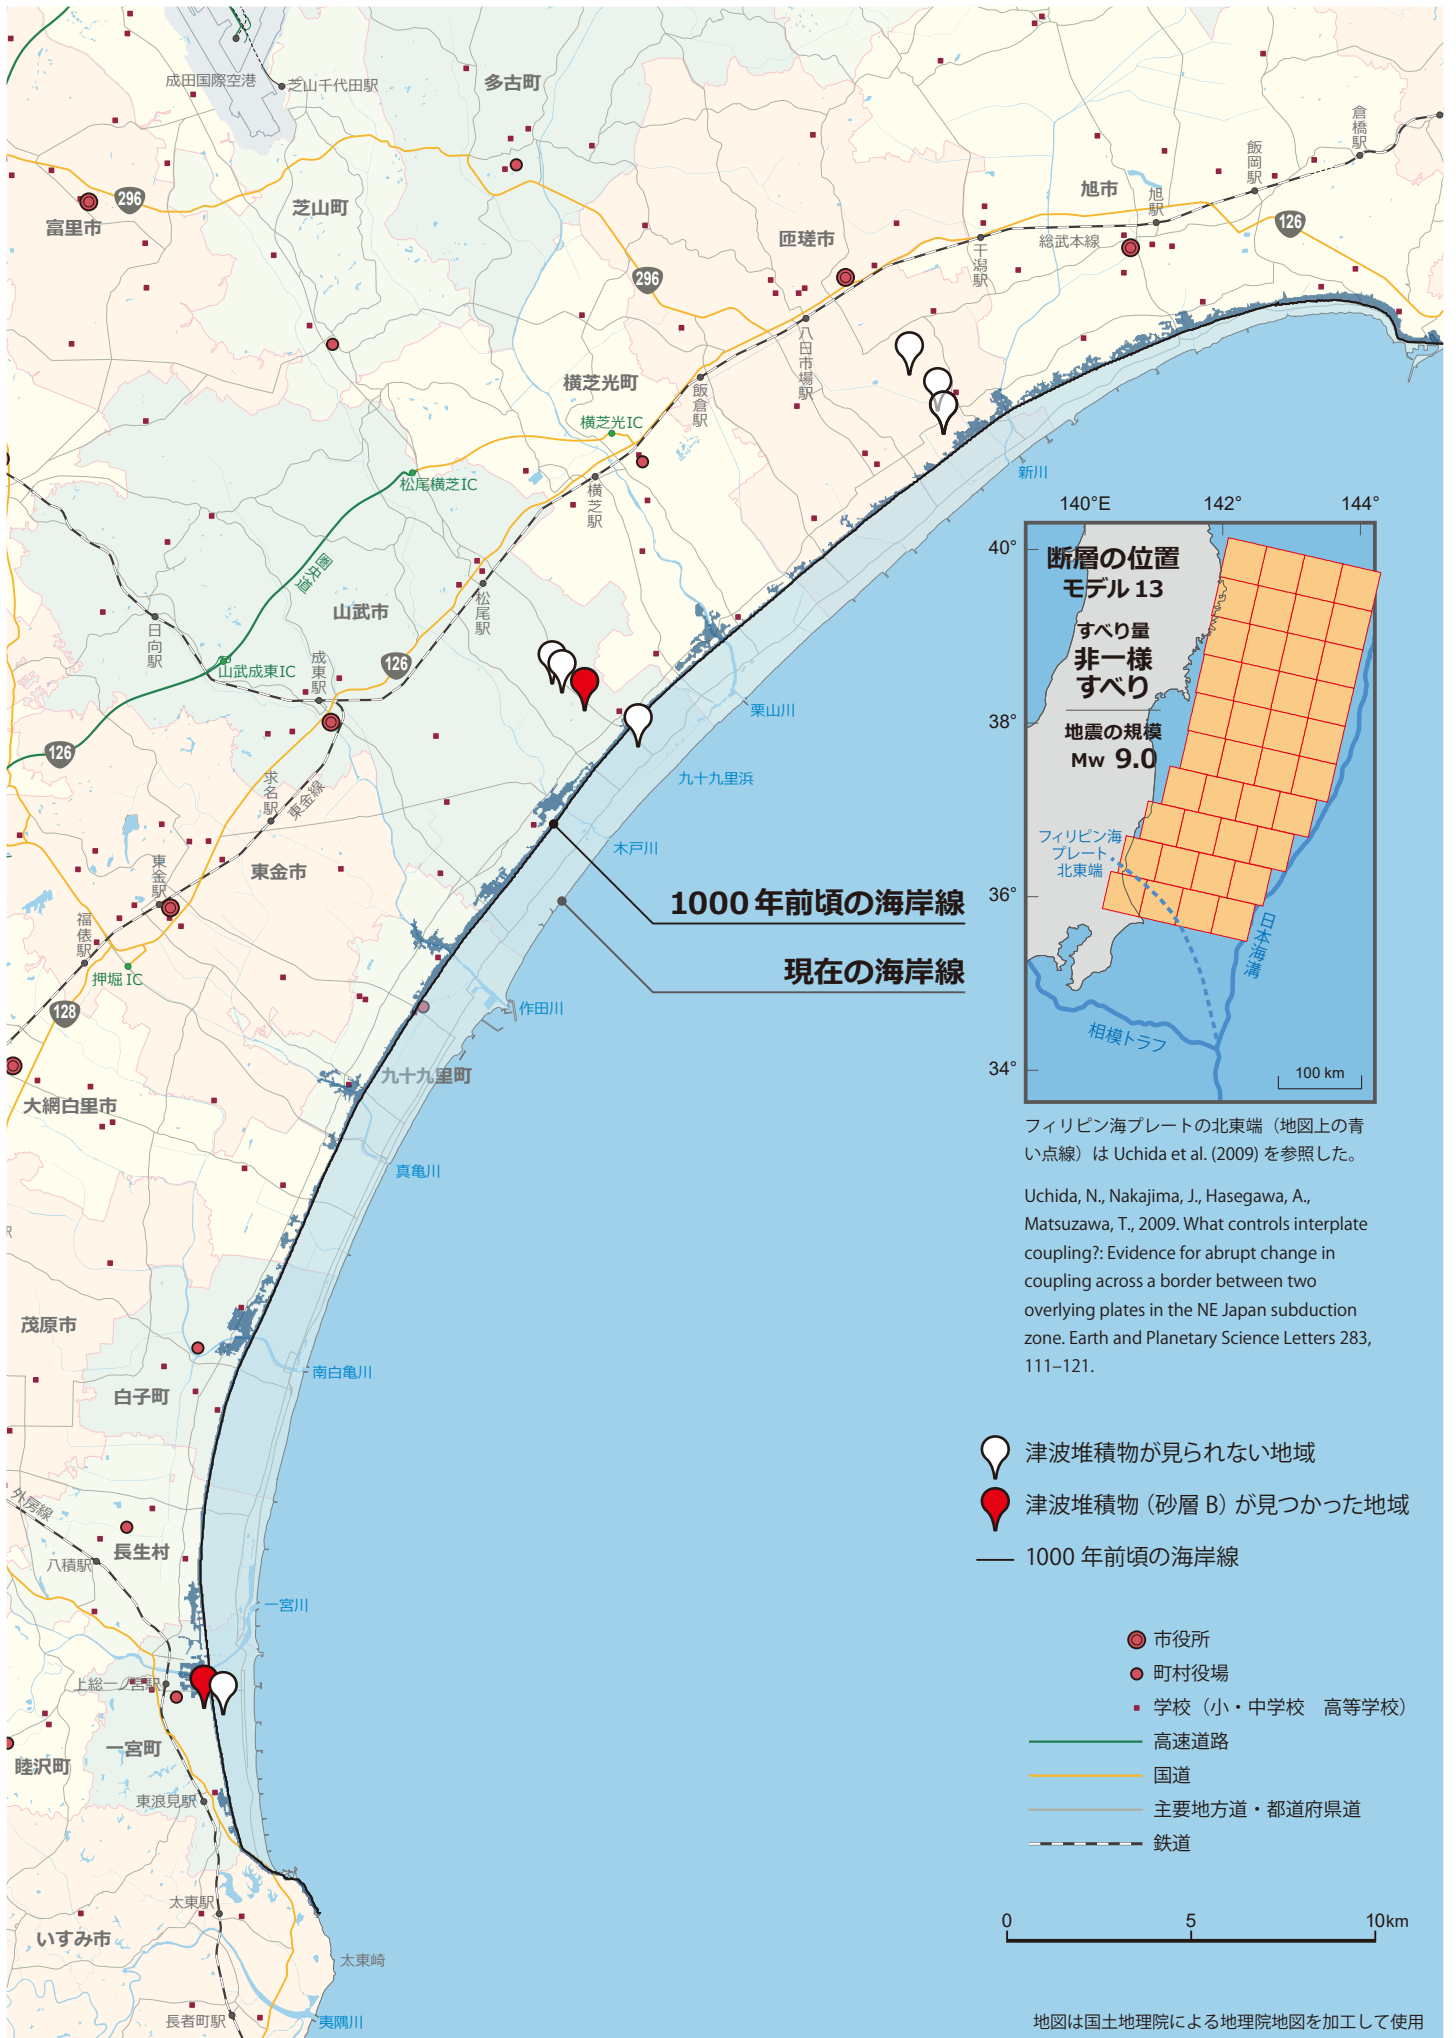 成田国際空港
芝山千代田駅
多古町
倉橋駅
飯岡駅
旭市
旭駅
296
富里市
芝山町
匝瑳市
総武本線
126
干潟駅
296
八日市場駅
横芝光町
飯倉駅
横芝光IC
松尾横芝IC
横芝駅
新川
圏央道
山武市
松尾駅
日向駅
山武成東IC
成東駅
126
栗山川
126
九十九里浜
求名駅
東金線
木戸川
東金駅
東金市
1000 年前頃の海岸線
福俵駅
押堀 IC
現在の海岸線
128
作田川
九十九里町
大網白里市
真亀川
茂原市
南白亀川
白子町
外房線
長生村
八積駅
一宮川
上総一ノ宮駅
一宮町
睦沢町
東浪見駅
太東駅
いすみ市
太東崎
長者町駅
夷隅川
140°E
142°
144°
40°
38°
36°
34°
断層の位置
モデル 13
すべり量
非一様
すべり
地震の規模
Mw 9.0
フィリピン海
プレート
北東端
日本海溝
相模トラフ
100 km
フィリピン海プレートの北東端（地図上の青
い点線）は Uchida et al. (2009) を参照した。
Uchida, N., Nakajima, J., Hasegawa, A.,
Matsuzawa, T., 2009. What controls interplate
coupling?: Evidence for abrupt change in
coupling across a border between two
overlying plates in the NE Japan subduction
zone. Earth and Planetary Science Letters 283,
111–121.
津波堆積物が見られない地域
津波堆積物（砂層 B）が見つかった地域
1000 年前頃の海岸線
市役所
町村役場
学校（小・中学校　高等学校）
高速道路
国道
主要地方道・都道府県道
鉄道
0 5 10km
地図は国土地理院による地理院地図を加工して使用